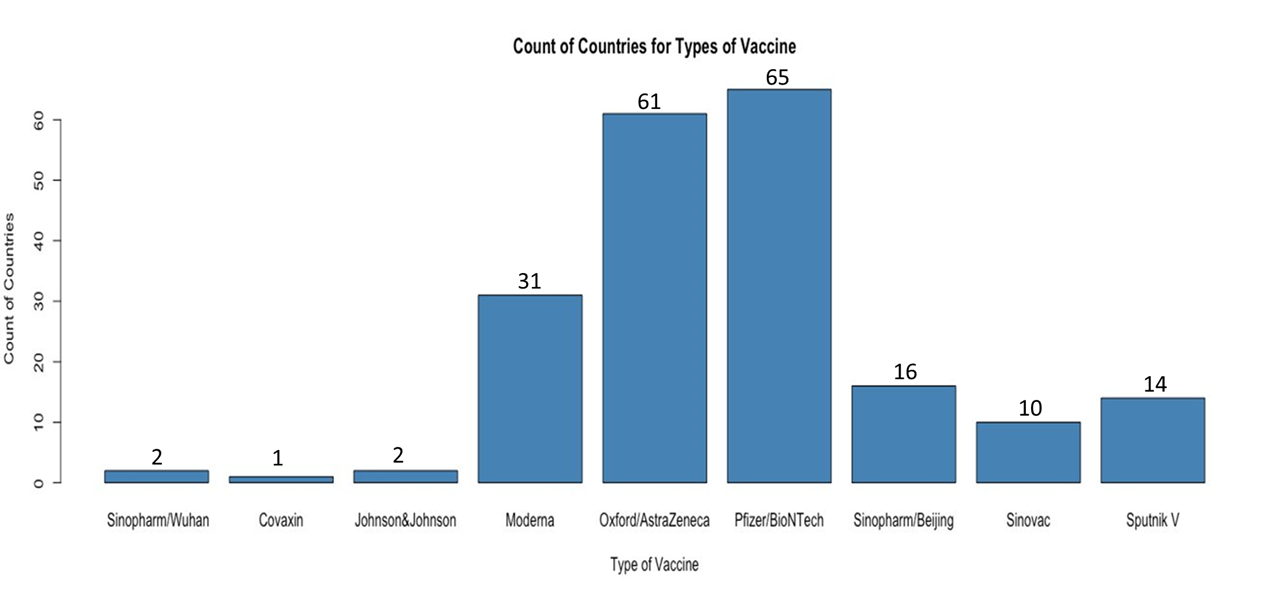 Count of Countries for Types of Vaccine
Count of Countries
60
50
40
30
20
10
0
2
1
2
31
61
65
16
10
14
Sinopharm/Wuhan
Covaxin
Johnson&Johnson
Moderna
Oxford/AstraZeneca
Pfizer/BioNTech
Sinopharm/Beijing
Sinovac
Sputnik V
Type of Vaccine